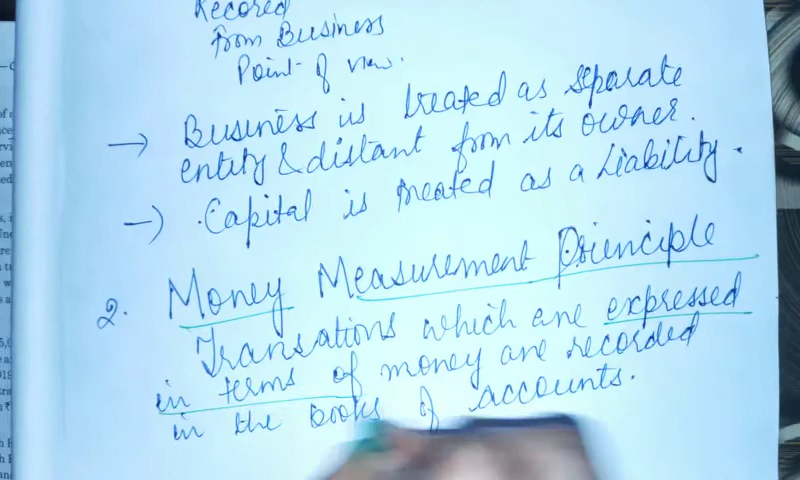 Recored
from Business
Point of view.
→ Business is treated as separate
entity & distant from its owner.
→ Capital is treated as a Liability.
2. Money Measurement Prienciple
Transations which are expressed
in terms of money are recorded
in the books of accounts.